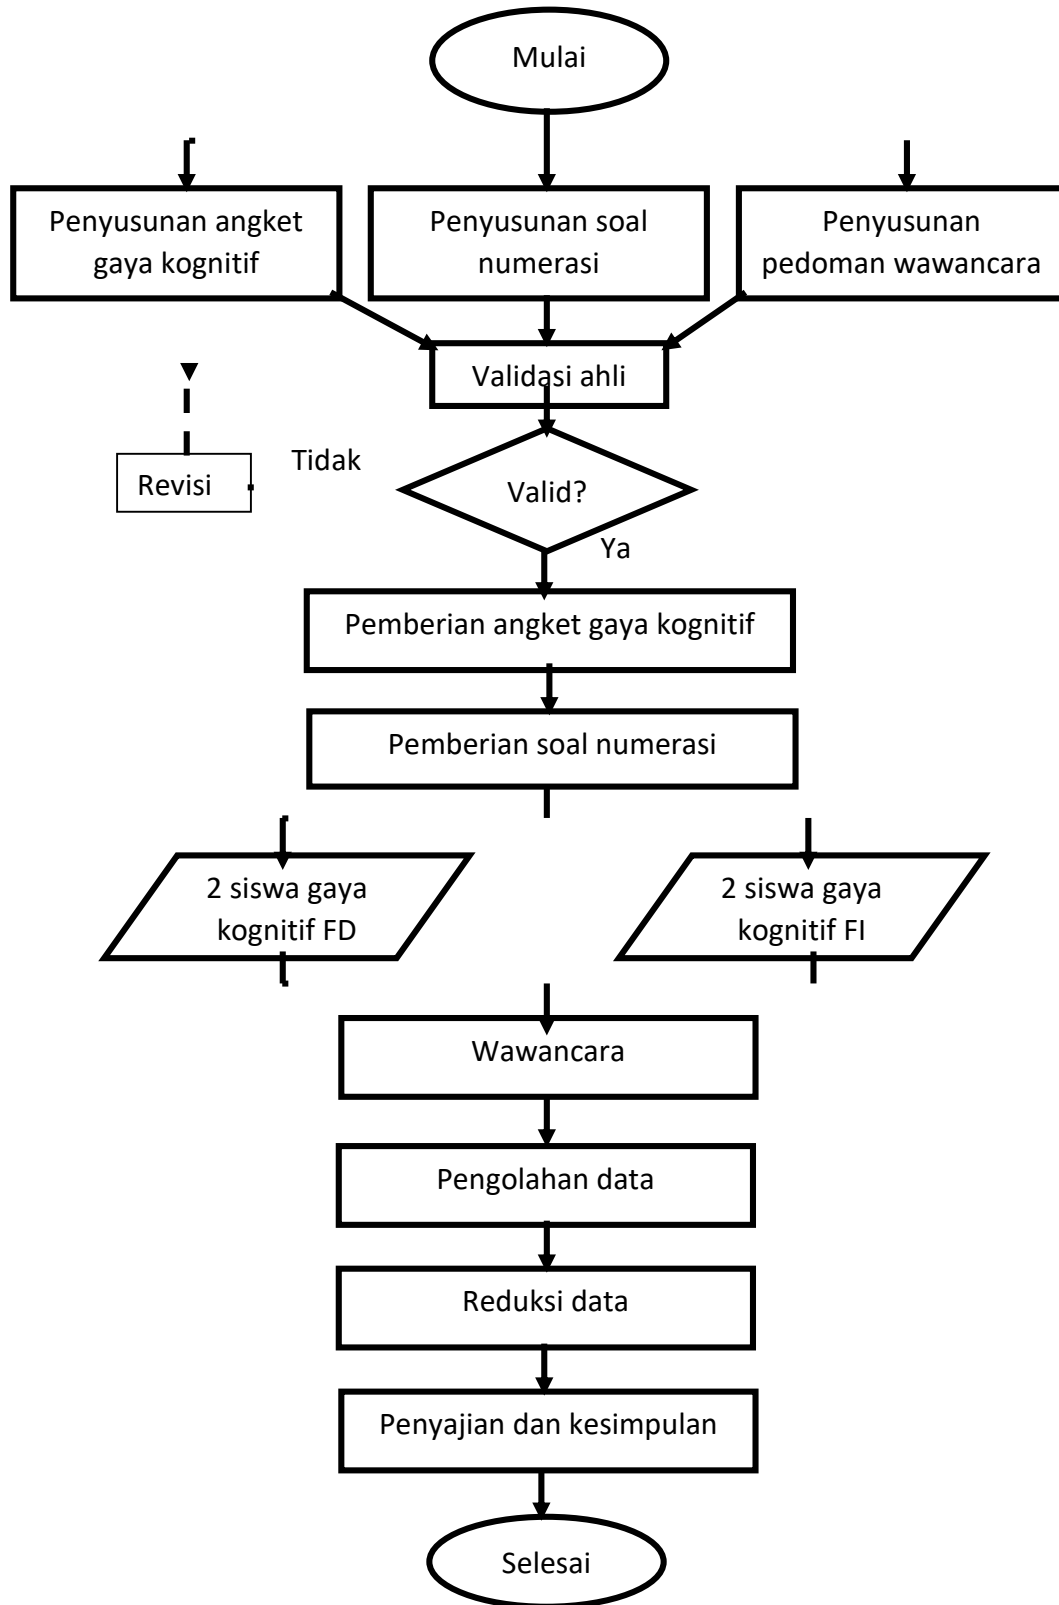 Mulai
Penyusunan angket
gaya kognitif
Penyusunan soal
numerasi
Penyusunan
pedoman wawancara
Validasi ahli
Tidak
Revisi
Valid?
Ya
Pemberian angket gaya kognitif
Pemberian soal numerasi
2 siswa gaya
kognitif FD
2 siswa gaya
kognitif FI
Wawancara
Pengolahan data
Reduksi data
Penyajian dan kesimpulan
Selesai